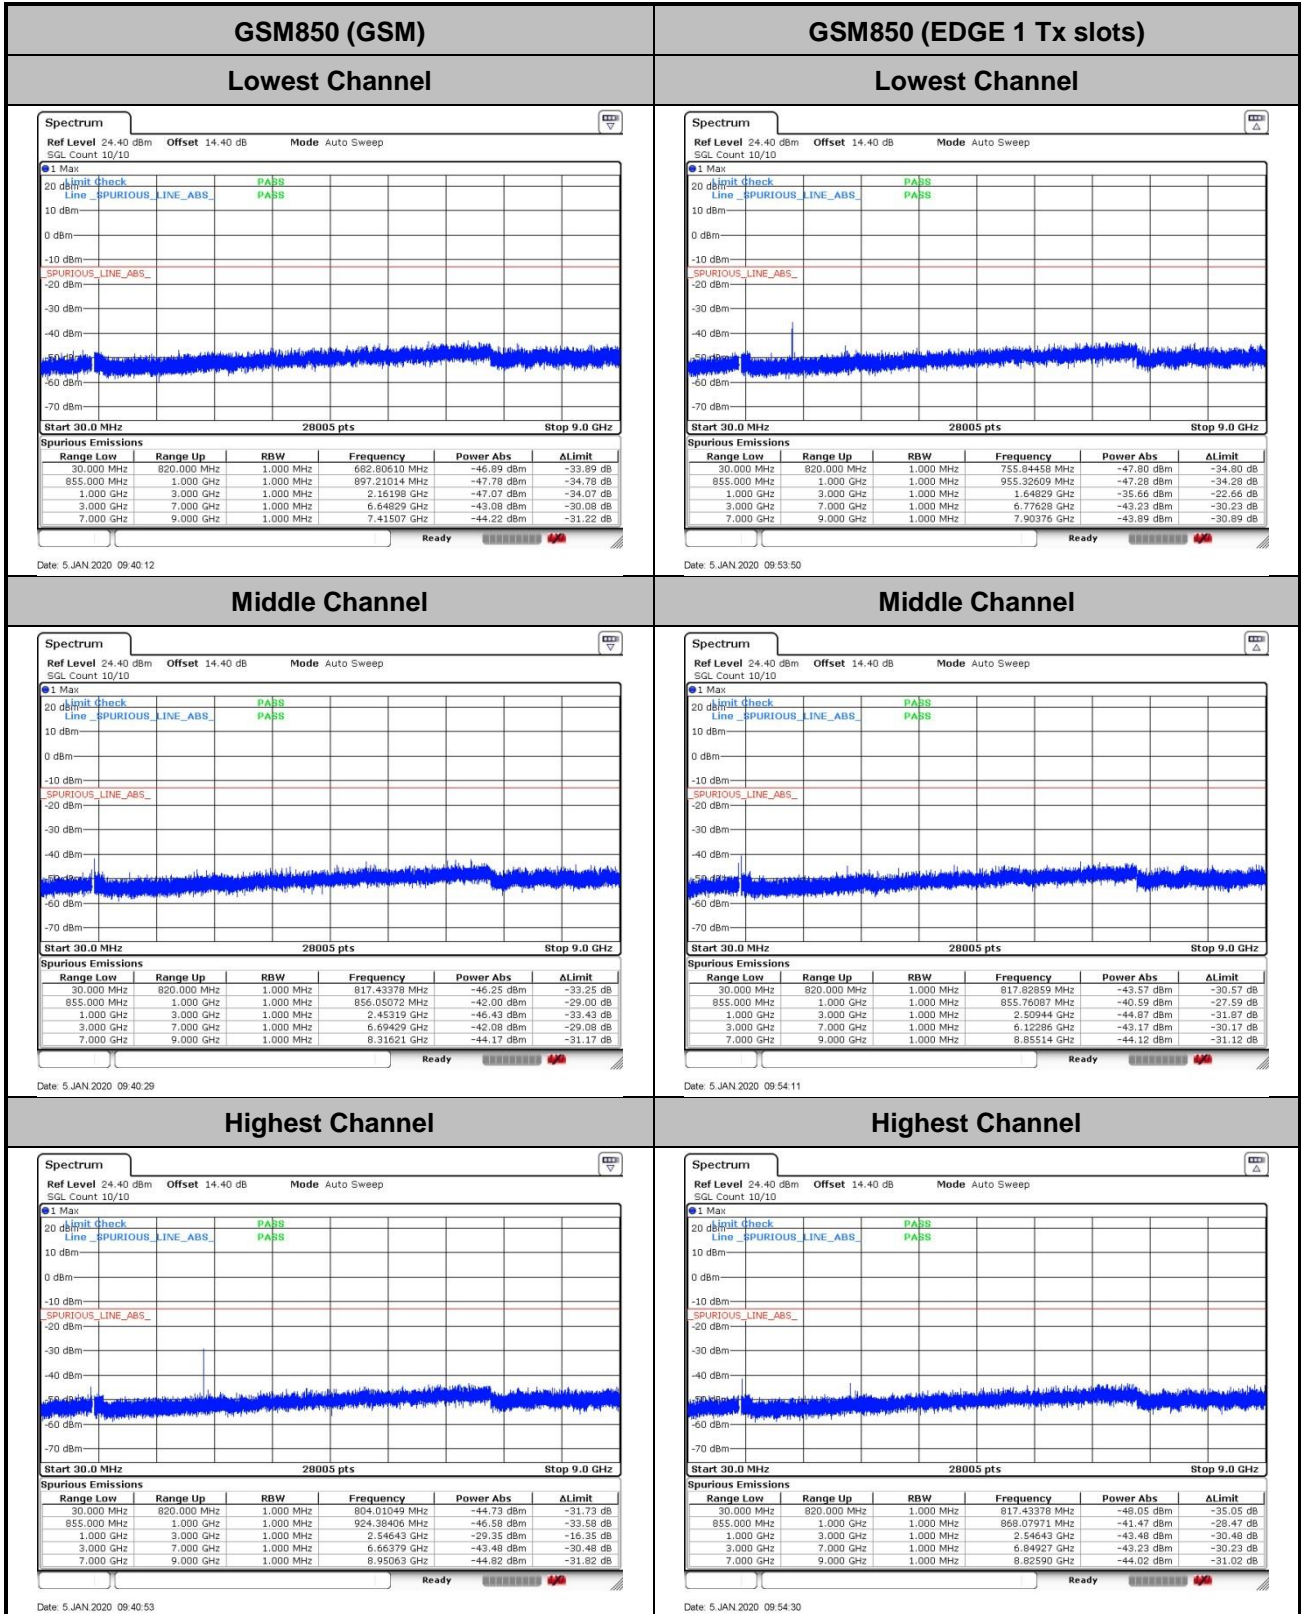 GSM850 (GSM)
GSM850 (EDGE 1 Tx slots)
Lowest Channel
Lowest Channel
Spectrum
Ref Level 24.40 dBm Offset 14.40 dB Mode Auto Sweep
SGL Count 10/10
1 Max
Limit Check PASS
Line _SPURIOUS_LINE_ABS_ PASS
20 dBm
10 dBm
0 dBm
-10 dBm
_SPURIOUS_LINE_ABS_
-20 dBm
-30 dBm
-40 dBm
-50 dBm
-60 dBm
-70 dBm
Start 30.0 MHz 28005 pts Stop 9.0 GHz
Spurious Emissions
Range Low Range Up RBW Frequency Power Abs ΔLimit
30.000 MHz 820.000 MHz 1.000 MHz 682.80610 MHz -46.89 dBm -33.89 dB
855.000 MHz 1.000 GHz 1.000 MHz 897.21014 MHz -47.78 dBm -34.78 dB
1.000 GHz 3.000 GHz 1.000 MHz 2.16198 GHz -47.07 dBm -34.07 dB
3.000 GHz 7.000 GHz 1.000 MHz 6.64829 GHz -43.08 dBm -30.08 dB
7.000 GHz 9.000 GHz 1.000 MHz 7.41507 GHz -44.22 dBm -31.22 dB
Ready
Date: 5.JAN.2020 09:40:12
Spectrum
Ref Level 24.40 dBm Offset 14.40 dB Mode Auto Sweep
SGL Count 10/10
1 Max
Limit Check PASS
Line _SPURIOUS_LINE_ABS_ PASS
20 dBm
10 dBm
0 dBm
-10 dBm
_SPURIOUS_LINE_ABS_
-20 dBm
-30 dBm
-40 dBm
-50 dBm
-60 dBm
-70 dBm
Start 30.0 MHz 28005 pts Stop 9.0 GHz
Spurious Emissions
Range Low Range Up RBW Frequency Power Abs ΔLimit
30.000 MHz 820.000 MHz 1.000 MHz 755.84458 MHz -47.80 dBm -34.80 dB
855.000 MHz 1.000 GHz 1.000 MHz 955.32609 MHz -47.28 dBm -34.28 dB
1.000 GHz 3.000 GHz 1.000 MHz 1.64829 GHz -35.66 dBm -22.66 dB
3.000 GHz 7.000 GHz 1.000 MHz 6.77628 GHz -43.23 dBm -30.23 dB
7.000 GHz 9.000 GHz 1.000 MHz 7.90376 GHz -43.89 dBm -30.89 dB
Ready
Date: 5.JAN.2020 09:53:50
Middle Channel
Middle Channel
Spectrum
Ref Level 24.40 dBm Offset 14.40 dB Mode Auto Sweep
SGL Count 10/10
1 Max
Limit Check PASS
Line _SPURIOUS_LINE_ABS_ PASS
20 dBm
10 dBm
0 dBm
-10 dBm
_SPURIOUS_LINE_ABS_
-20 dBm
-30 dBm
-40 dBm
-50 dBm
-60 dBm
-70 dBm
Start 30.0 MHz 28005 pts Stop 9.0 GHz
Spurious Emissions
Range Low Range Up RBW Frequency Power Abs ΔLimit
30.000 MHz 820.000 MHz 1.000 MHz 817.43378 MHz -46.25 dBm -33.25 dB
855.000 MHz 1.000 GHz 1.000 MHz 856.05072 MHz -42.00 dBm -29.00 dB
1.000 GHz 3.000 GHz 1.000 MHz 2.45319 GHz -46.43 dBm -33.43 dB
3.000 GHz 7.000 GHz 1.000 MHz 6.69429 GHz -42.08 dBm -29.08 dB
7.000 GHz 9.000 GHz 1.000 MHz 8.31621 GHz -44.17 dBm -31.17 dB
Ready
Date: 5.JAN.2020 09:40:29
Spectrum
Ref Level 24.40 dBm Offset 14.40 dB Mode Auto Sweep
SGL Count 10/10
1 Max
Limit Check PASS
Line _SPURIOUS_LINE_ABS_ PASS
20 dBm
10 dBm
0 dBm
-10 dBm
_SPURIOUS_LINE_ABS_
-20 dBm
-30 dBm
-40 dBm
-50 dBm
-60 dBm
-70 dBm
Start 30.0 MHz 28005 pts Stop 9.0 GHz
Spurious Emissions
Range Low Range Up RBW Frequency Power Abs ΔLimit
30.000 MHz 820.000 MHz 1.000 MHz 817.82859 MHz -43.57 dBm -30.57 dB
855.000 MHz 1.000 GHz 1.000 MHz 855.76087 MHz -40.59 dBm -27.59 dB
1.000 GHz 3.000 GHz 1.000 MHz 2.50944 GHz -44.87 dBm -31.87 dB
3.000 GHz 7.000 GHz 1.000 MHz 6.12286 GHz -43.17 dBm -30.17 dB
7.000 GHz 9.000 GHz 1.000 MHz 8.85514 GHz -44.12 dBm -31.12 dB
Ready
Date: 5.JAN.2020 09:54:11
Highest Channel
Highest Channel
Spectrum
Ref Level 24.40 dBm Offset 14.40 dB Mode Auto Sweep
SGL Count 10/10
1 Max
Limit Check PASS
Line _SPURIOUS_LINE_ABS_ PASS
20 dBm
10 dBm
0 dBm
-10 dBm
_SPURIOUS_LINE_ABS_
-20 dBm
-30 dBm
-40 dBm
-50 dBm
-60 dBm
-70 dBm
Start 30.0 MHz 28005 pts Stop 9.0 GHz
Spurious Emissions
Range Low Range Up RBW Frequency Power Abs ΔLimit
30.000 MHz 820.000 MHz 1.000 MHz 804.01049 MHz -44.73 dBm -31.73 dB
855.000 MHz 1.000 GHz 1.000 MHz 924.38406 MHz -46.58 dBm -33.58 dB
1.000 GHz 3.000 GHz 1.000 MHz 2.54643 GHz -29.35 dBm -16.35 dB
3.000 GHz 7.000 GHz 1.000 MHz 6.66379 GHz -43.48 dBm -30.48 dB
7.000 GHz 9.000 GHz 1.000 MHz 8.95063 GHz -44.82 dBm -31.82 dB
Ready
Date: 5.JAN.2020 09:40:53
Spectrum
Ref Level 24.40 dBm Offset 14.40 dB Mode Auto Sweep
SGL Count 10/10
1 Max
Limit Check PASS
Line _SPURIOUS_LINE_ABS_ PASS
20 dBm
10 dBm
0 dBm
-10 dBm
_SPURIOUS_LINE_ABS_
-20 dBm
-30 dBm
-40 dBm
-50 dBm
-60 dBm
-70 dBm
Start 30.0 MHz 28005 pts Stop 9.0 GHz
Spurious Emissions
Range Low Range Up RBW Frequency Power Abs ΔLimit
30.000 MHz 820.000 MHz 1.000 MHz 817.43378 MHz -48.05 dBm -35.05 dB
855.000 MHz 1.000 GHz 1.000 MHz 868.07971 MHz -41.47 dBm -28.47 dB
1.000 GHz 3.000 GHz 1.000 MHz 2.54643 GHz -43.48 dBm -30.48 dB
3.000 GHz 7.000 GHz 1.000 MHz 6.84927 GHz -43.23 dBm -30.23 dB
7.000 GHz 9.000 GHz 1.000 MHz 8.82590 GHz -44.02 dBm -31.02 dB
Ready
Date: 5.JAN.2020 09:54:30